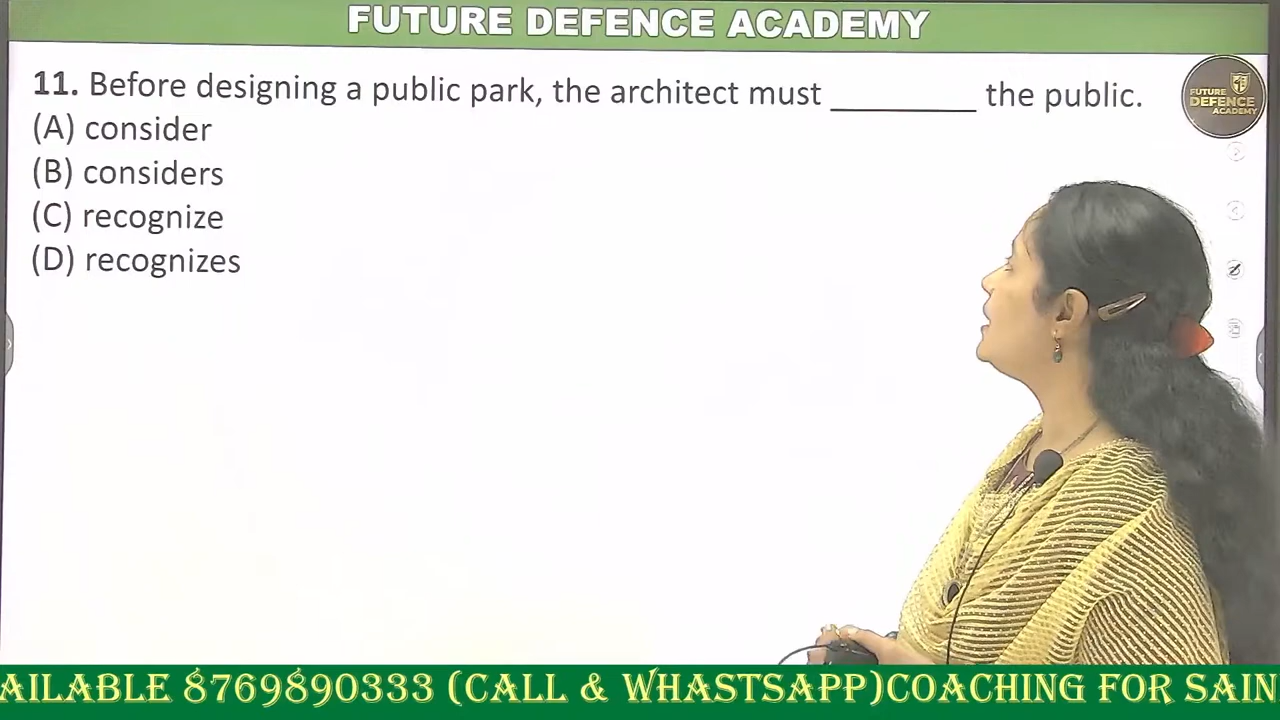 FUTURE DEFENCE ACADEMY
11. Before designing a public park, the architect must _________ the public.
(A) consider
(B) considers
(C) recognize
(D) recognizes
FUTURE
DEFENCE
ACADEMY
AILABLE 8769890333 (CALL & WHASTSAPP)COACHING FOR SAIN